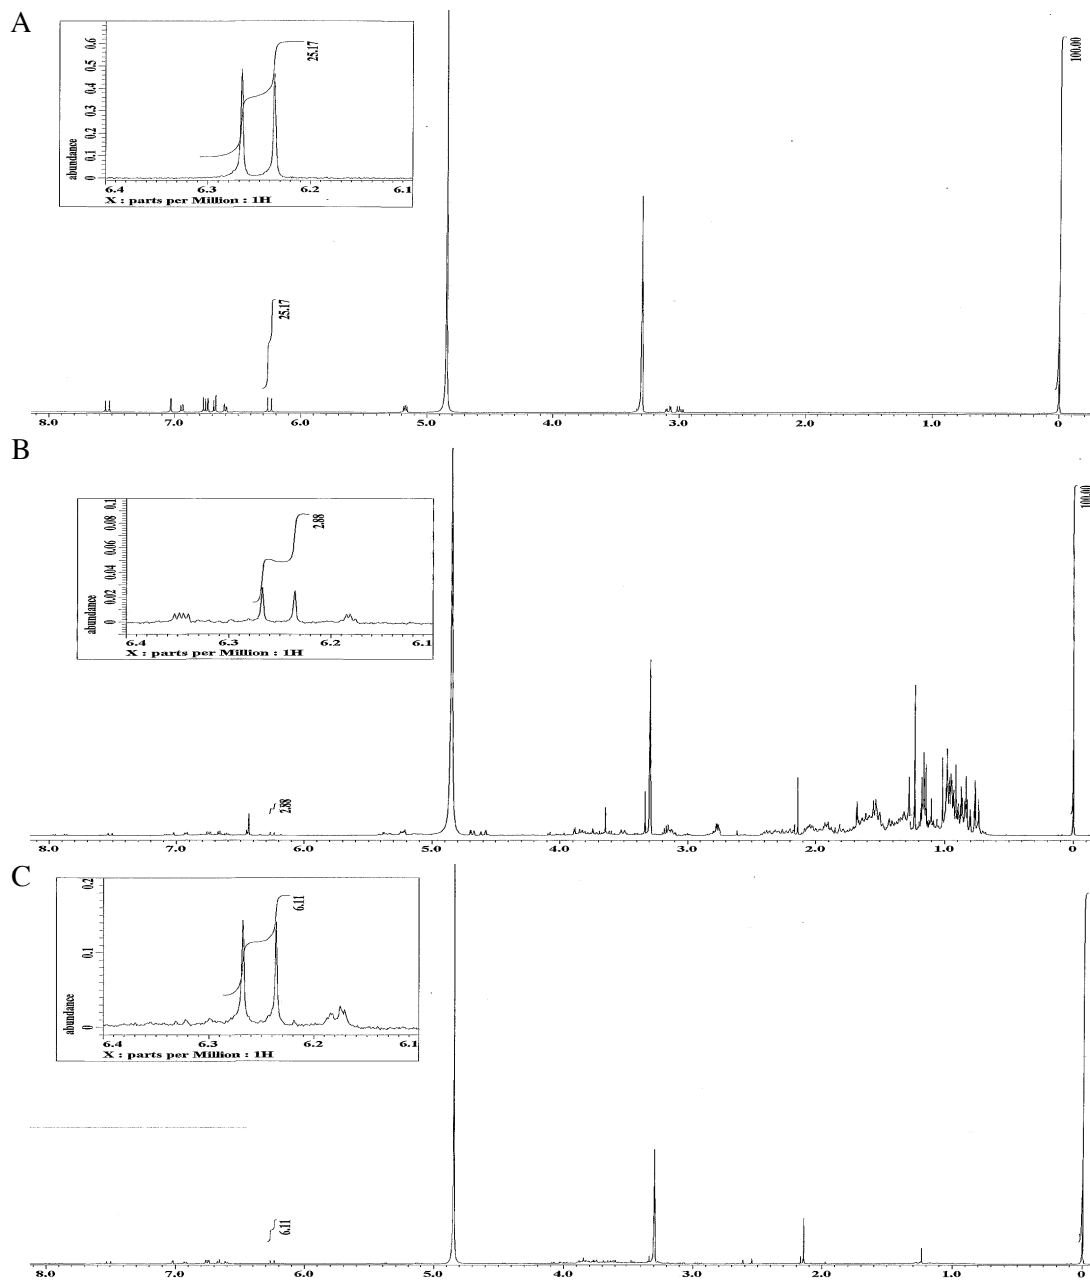 A
abundance
0 0.1 0.2 0.3 0.4 0.5 0.6
25.17
6.4 6.3 6.2 6.1
X : parts per Million : 1H
100.00
25.17
8.0 7.0 6.0 5.0 4.0 3.0 2.0 1.0 0
B
abundance
0 0.02 0.04 0.06 0.08 0.1
2.88
6.4 6.3 6.2 6.1
X : parts per Million : 1H
100.00
2.88
8.0 7.0 6.0 5.0 4.0 3.0 2.0 1.0 0
C
abundance
0 0.1 0.2
6.11
6.4 6.3 6.2 6.1
X : parts per Million : 1H
6.11
8.0 7.0 6.0 5.0 4.0 3.0 2.0 1.0 0